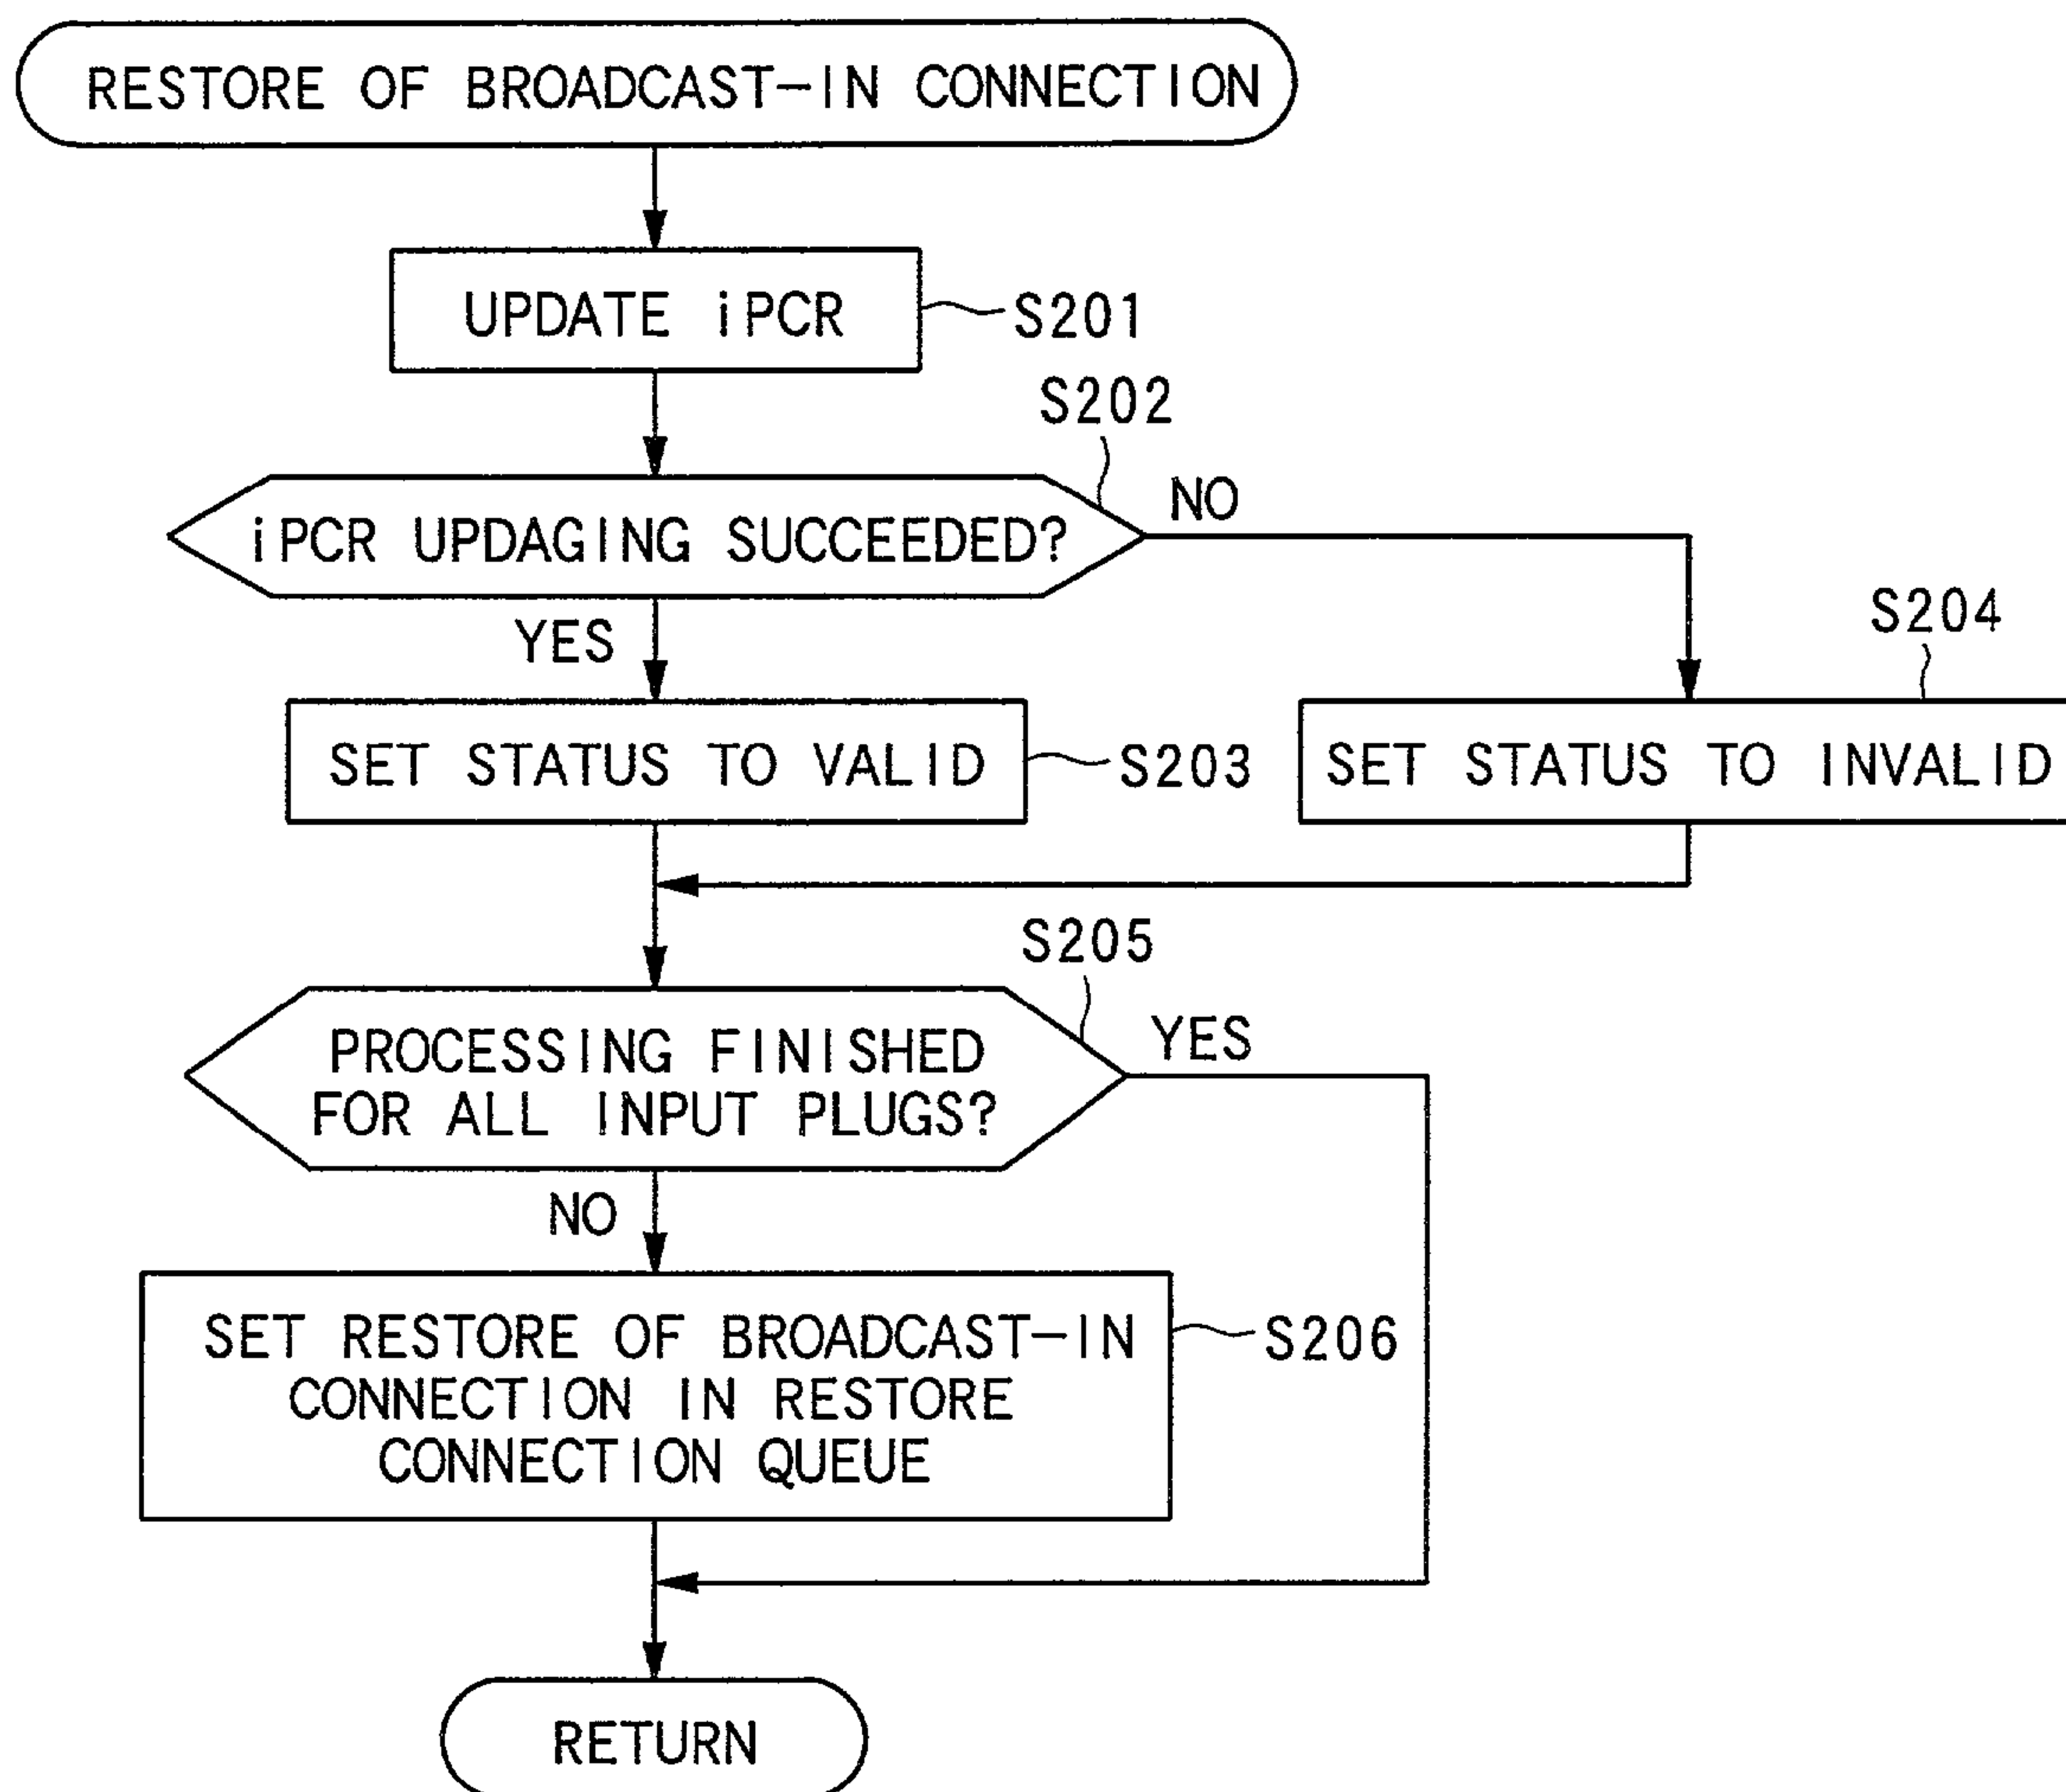 RESTORE OF BROADCAST-IN CONNECTION
UPDATE iPCR
S201
S202
iPCR UPDAGING SUCCEEDED?
NO
YES
S204
SET STATUS TO VALID
S203
SET STATUS TO INVALID
S205
PROCESSING FINISHED
FOR ALL INPUT PLUGS?
YES
NO
SET RESTORE OF BROADCAST-IN
CONNECTION IN RESTORE
CONNECTION QUEUE
S206
RETURN